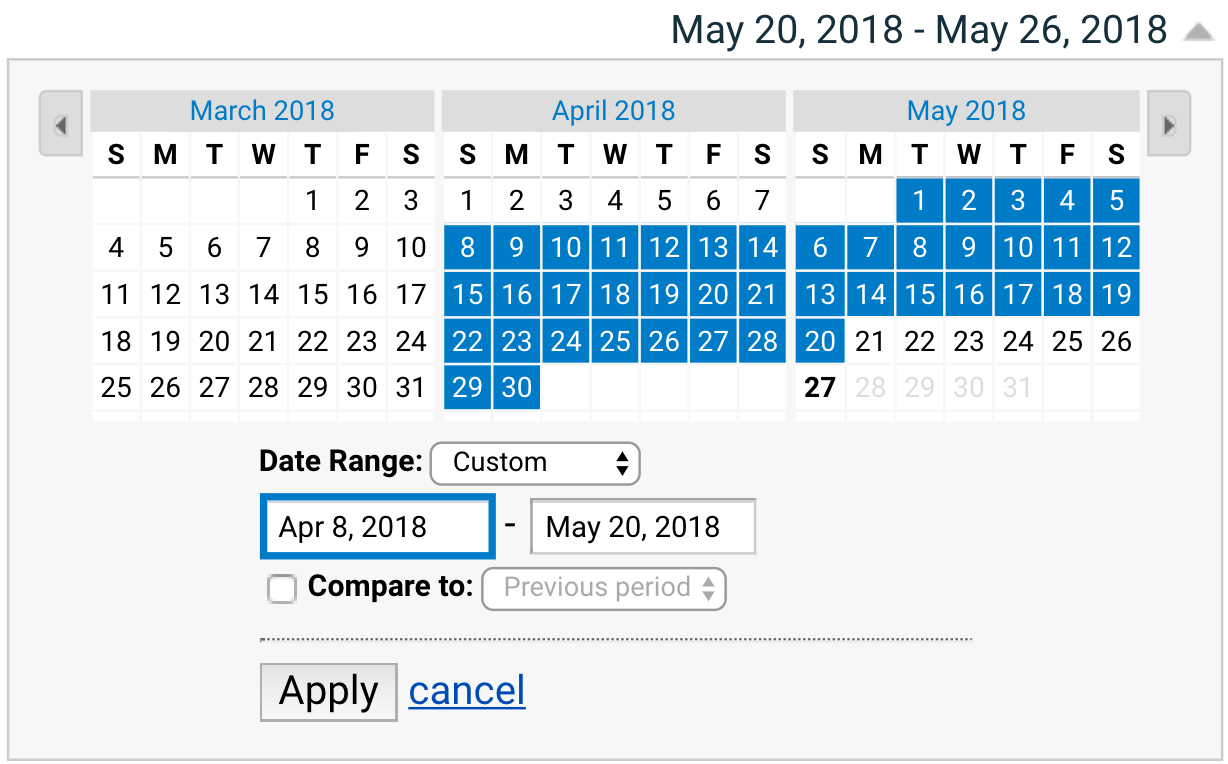 May 20, 2018 - May 26, 2018
March 2018 April 2018 May 2018
S M T W T F S S M T W T F S S M T W T F S
1 2 3 1 2 3 4 5 6 7 1 2 3 4 5
4 5 6 7 8 9 10 8 9 10 11 12 13 14 6 7 8 9 10 11 12
11 12 13 14 15 16 17 15 16 17 18 19 20 21 13 14 15 16 17 18 19
18 19 20 21 22 23 24 22 23 24 25 26 27 28 20 21 22 23 24 25 26
25 26 27 28 29 30 31 29 30 27 28 29 30 31
Date Range: Custom
Apr 8, 2018 - May 20, 2018
Compare to: Previous period
Apply cancel